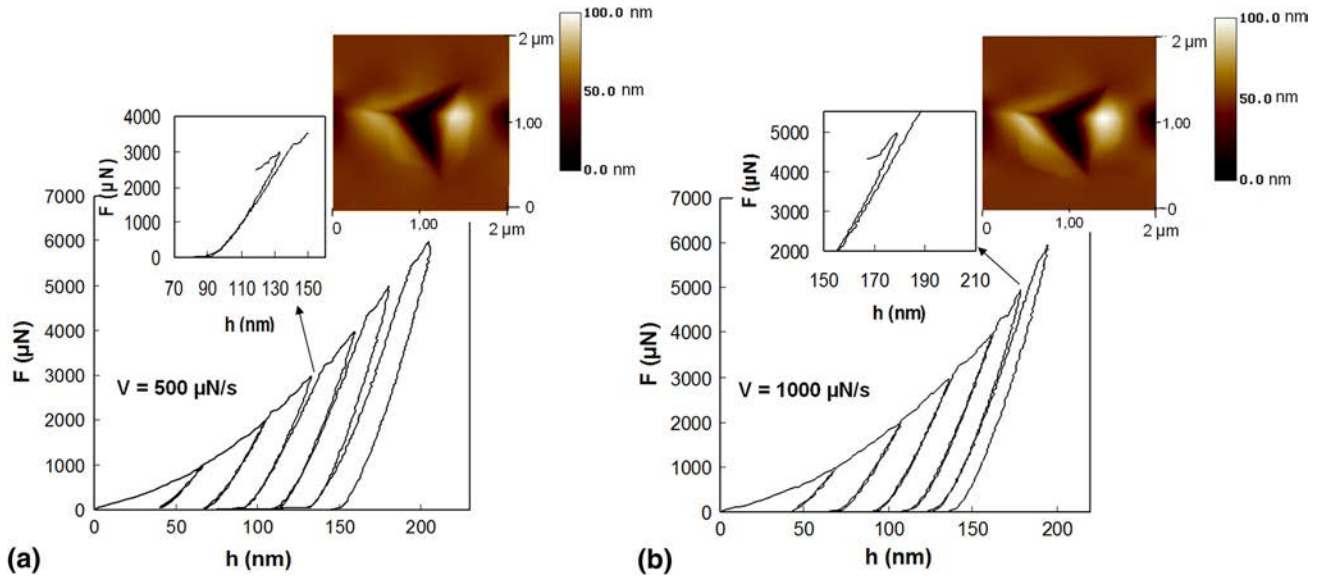 100.0 nm
2 µm
50.0 nm
1,00
0.0 nm
0
0
1,00
2 µm
4000
3000
2000
1000
0
F (µN)
70 90 110 130 150
h (nm)
7000
6000
5000
4000
3000
2000
1000
0
F (µN)
V = 500 µN/s
0 50 100 150 200
h (nm)
(a)
100.0 nm
2 µm
50.0 nm
1,00
0.0 nm
0
0
1,00
2 µm
5000
4000
3000
2000
F (µN)
150 170 190 210
h (nm)
7000
6000
5000
4000
3000
2000
1000
0
F (µN)
V = 1000 µN/s
0 50 100 150 200
h (nm)
(b)